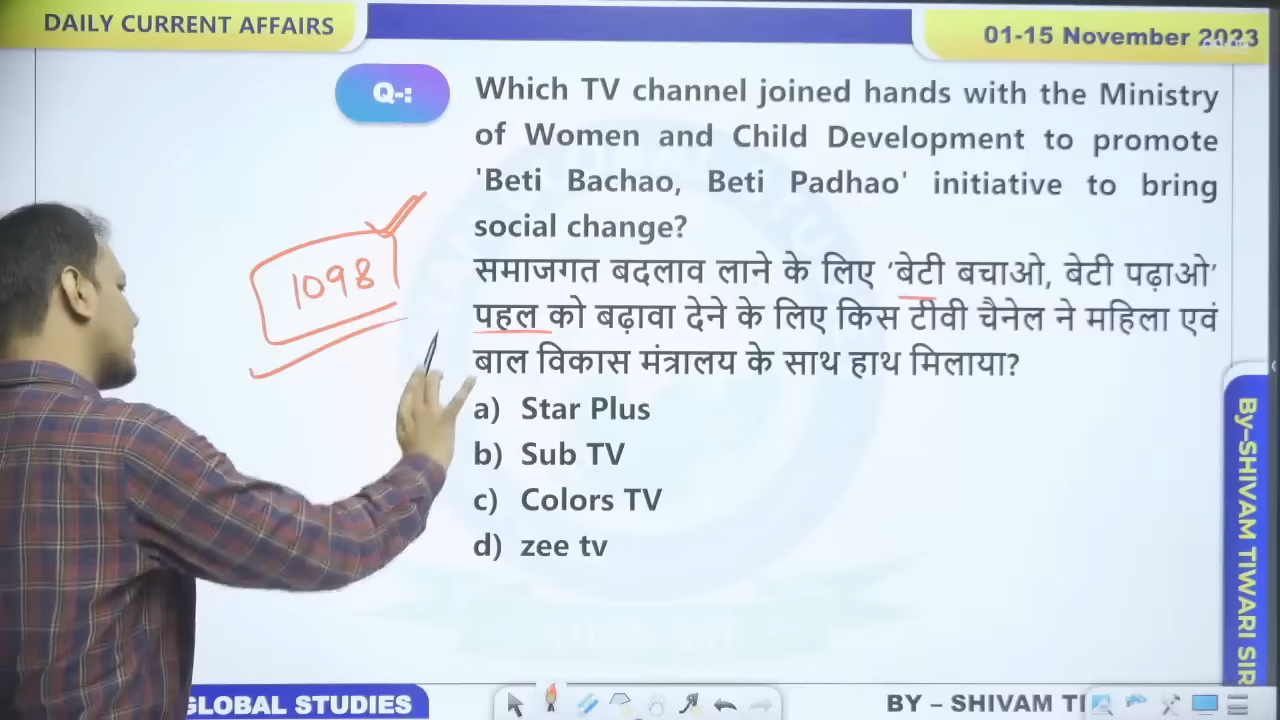 DAILY CURRENT AFFAIRS
01-15 November 2023
Q-:
Which TV channel joined hands with the Ministry
of Women and Child Development to promote
'Beti Bachao, Beti Padhao' initiative to bring
social change?
1098
समाजगत बदलाव लाने के लिए 'बेटी बचाओ, बेटी पढ़ाओ'
पहल को बढ़ावा देने के लिए किस टीवी चैनेल ने महिला एवं
बाल विकास मंत्रालय के साथ हाथ मिलाया?
a) Star Plus
b) Sub TV
c) Colors TV
d) zee tv
By-SHIVAM TIWARI SIR
GLOBAL STUDIES
BY – SHIVAM TI